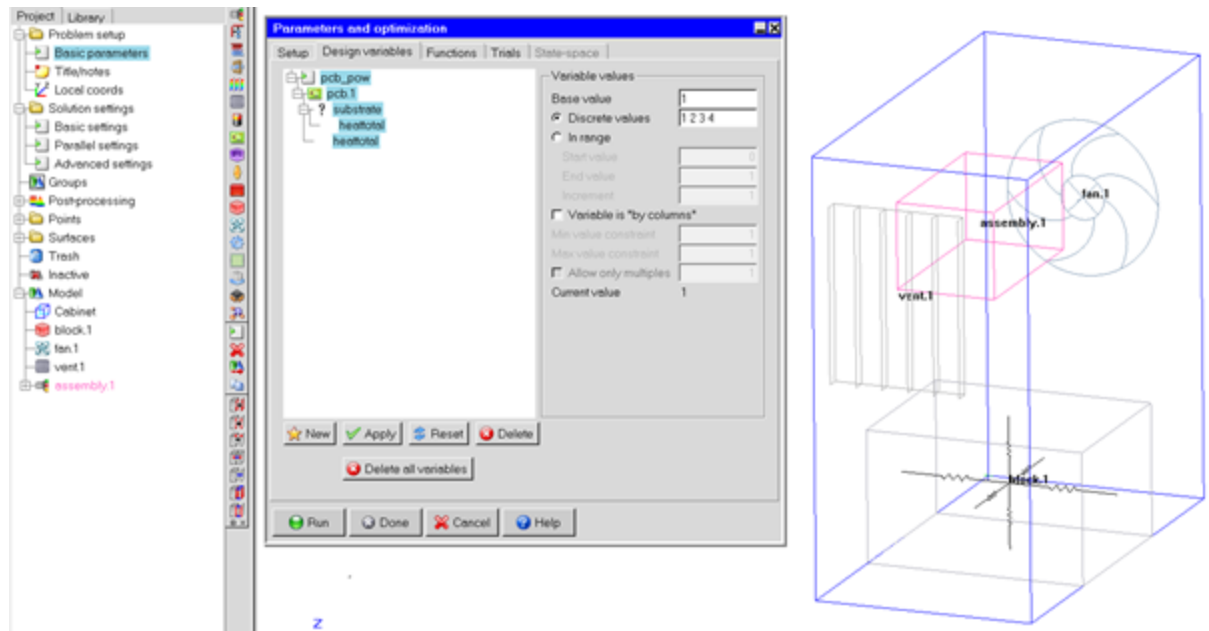 Project Library
Problem setup
Basic parameters
Title/notes
Local coords
Solution settings
Basic settings
Parallel settings
Advanced settings
Groups
Post-processing
Points
Surfaces
Trash
Inactive
Model
Cabinet
block.1
fan.1
vent.1
assembly.1
Parameters and optimization
Setup Design variables Functions Trials State-space
pcb_pow
pcb.1
? substrate
heattotal
heattotal
Variable values
Base value 1
Discrete values 1 2 3 4
In range
Start value 0
End value 1
Increment 1
Variable is "by columns"
Min value constraint 1
Max value constraint 1
Allow only multiples 1
Current value 1
New Apply Reset Delete
Delete all variables
Run Done Cancel Help
Z
fan.1
assembly.1
vent.1
block.1